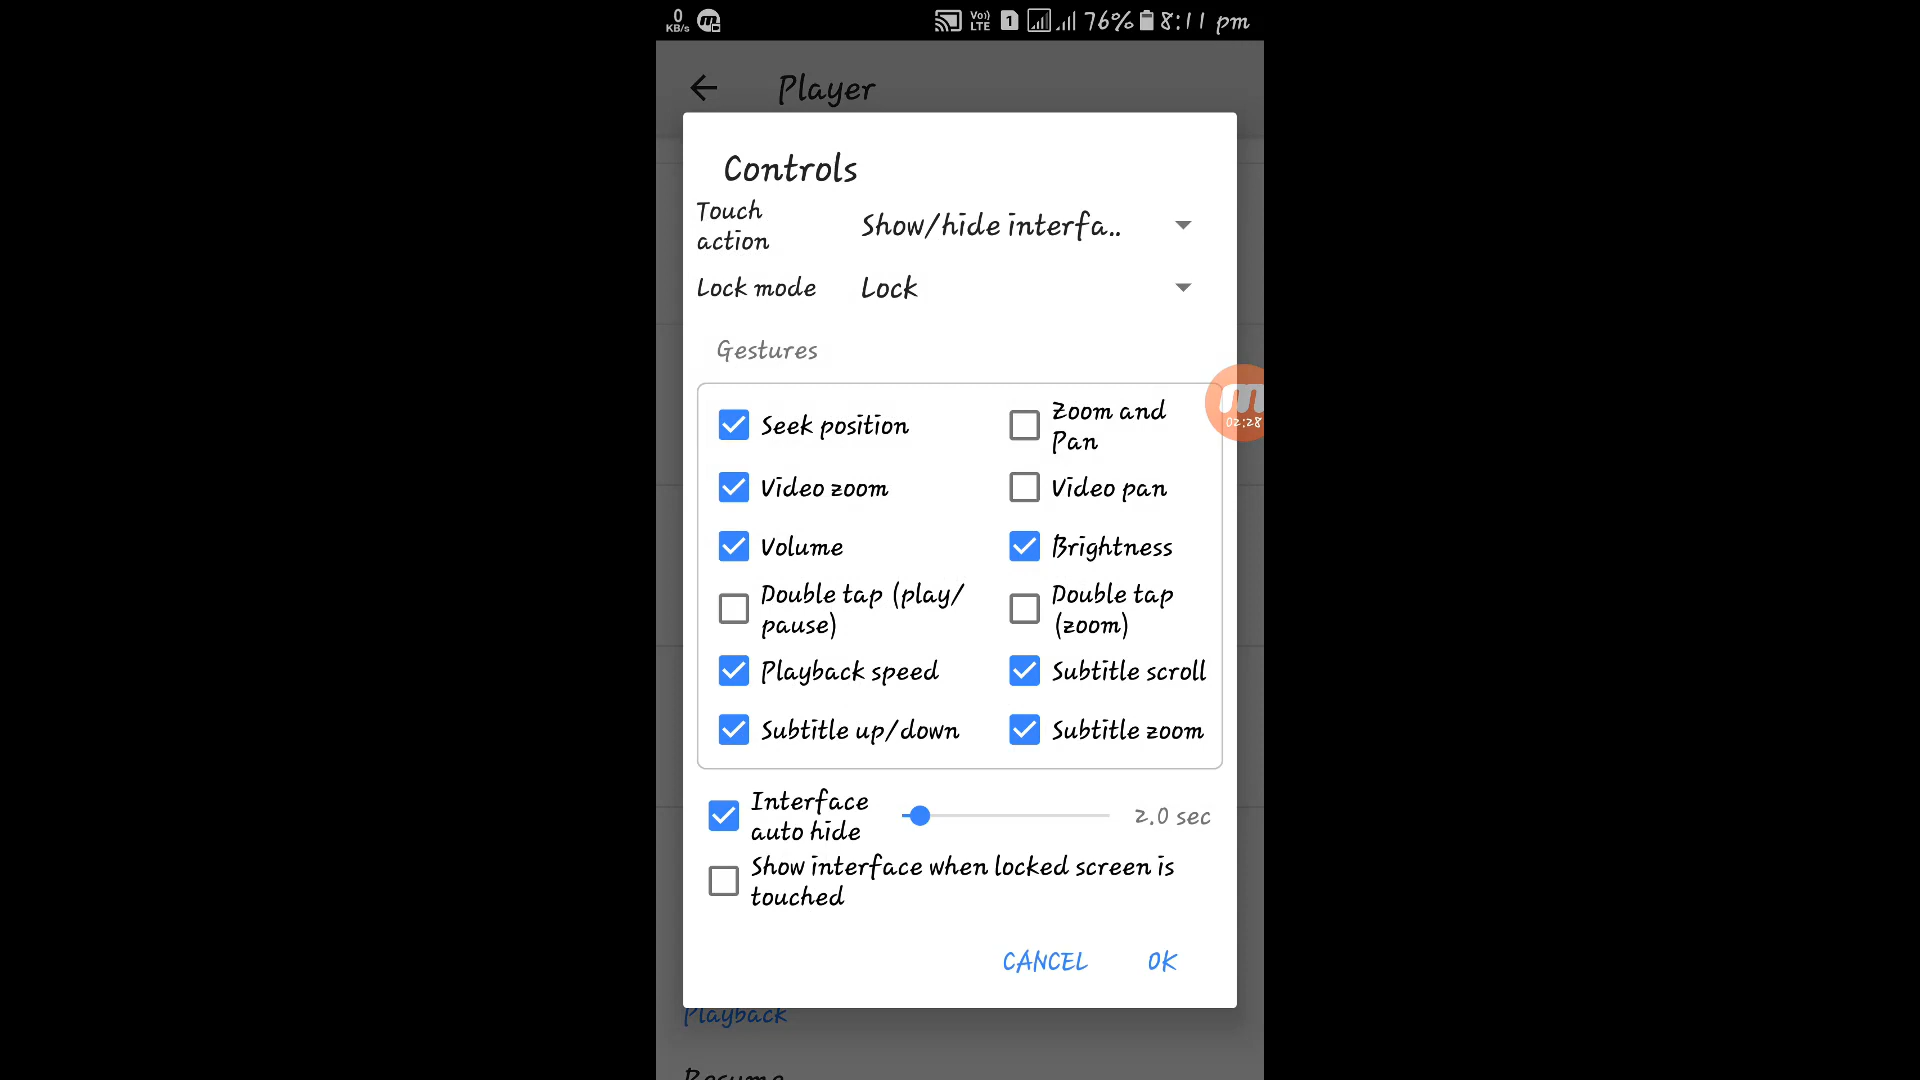 0
KB/s
Vo))
LTE
1
76%
8:11 pm
Player
Controls
Touch
action
Show/hide interfa..
Lock mode
Lock
Gestures
Seek position
Zoom and
Pan
Video zoom
Video pan
Volume
Brightness
Double tap (play/
pause)
Double tap
(zoom)
Playback speed
Subtitle scroll
Subtitle up/down
Subtitle zoom
02:28
Interface
auto hide
2.0 sec
Show interface when locked screen is
touched
CANCEL
OK
Playback
Resume